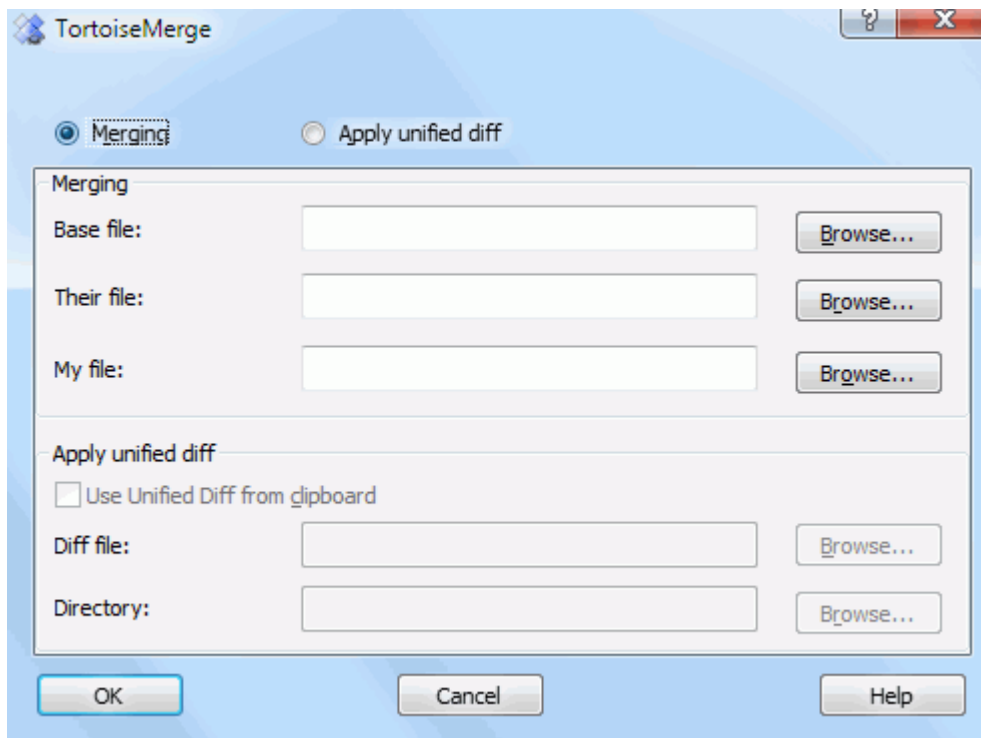 TortoiseMerge
Merging Apply unified diff
Merging
Base file: Browse...
Their file: Browse...
My file: Browse...
Apply unified diff
Use Unified Diff from clipboard
Diff file: Browse...
Directory: Browse...
OK Cancel Help